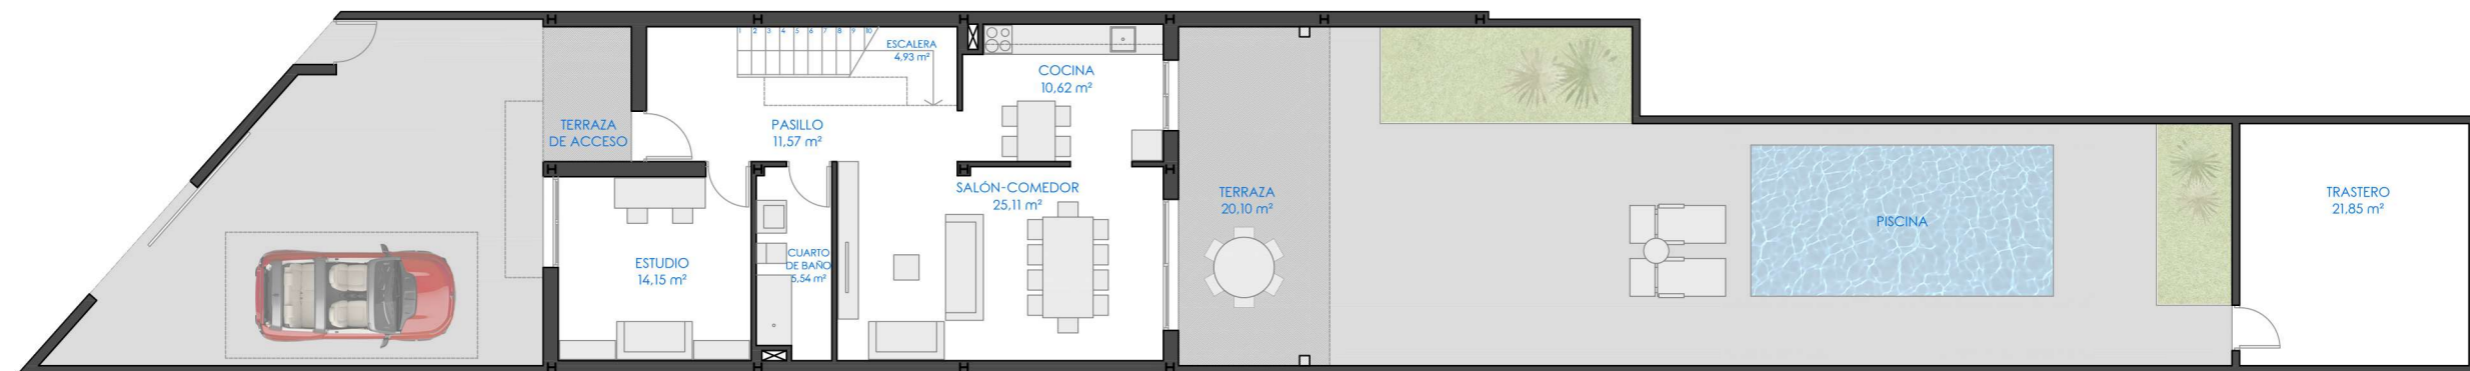 1 2 3 4 5 6 7 8 9 10
ESCALERA
4,93 m²
COCINA
10,62 m²
TERRAZA
DE ACCESO
PASILLO
11,57 m²
SALÓN-COMEDOR
25,11 m²
TERRAZA
20,10 m²
TRASTERO
21,85 m²
PISCINA
ESTUDIO
14,15 m²
CUARTO
DE BAÑO
5,54 m²